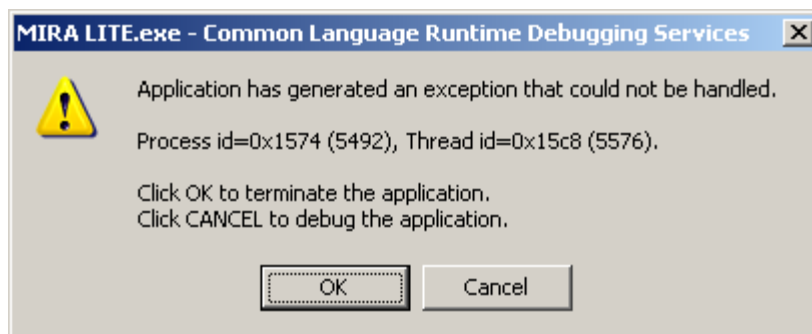 MIRA LITE.exe - Common Language Runtime Debugging Services
Application has generated an exception that could not be handled.
Process id=0x1574 (5492), Thread id=0x15c8 (5576).
Click OK to terminate the application.
Click CANCEL to debug the application.
OK Cancel